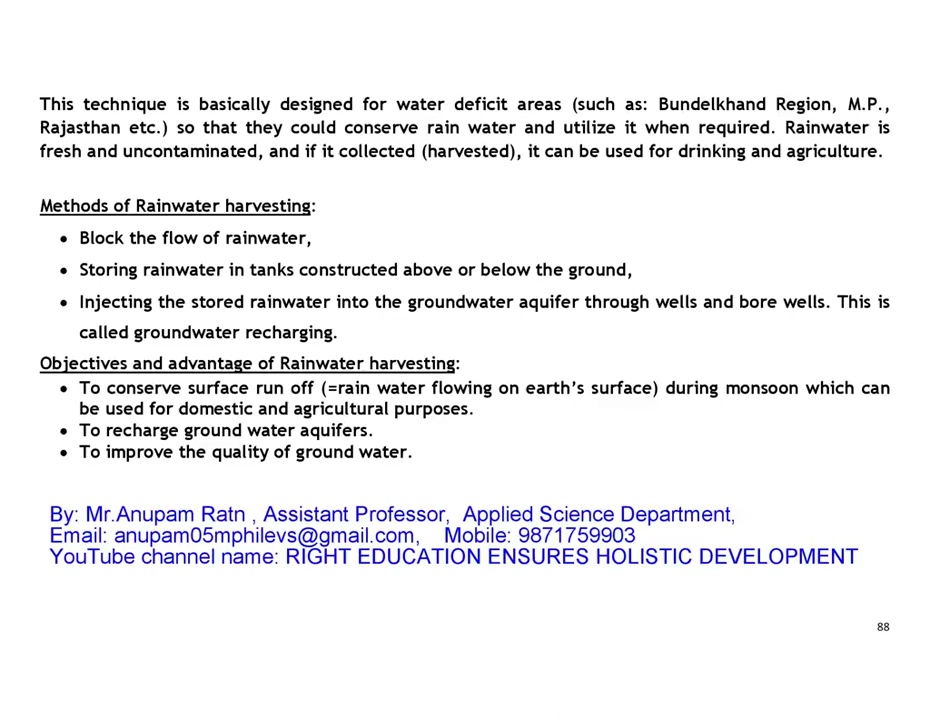 This technique is basically designed for water deficit areas (such as: Bundelkhand Region, M.P.,
Rajasthan etc.) so that they could conserve rain water and utilize it when required. Rainwater is
fresh and uncontaminated, and if it collected (harvested), it can be used for drinking and agriculture.
Methods of Rainwater harvesting:
• Block the flow of rainwater,
• Storing rainwater in tanks constructed above or below the ground,
• Injecting the stored rainwater into the groundwater aquifer through wells and bore wells. This is
called groundwater recharging.
Objectives and advantage of Rainwater harvesting:
• To conserve surface run off (=rain water flowing on earth's surface) during monsoon which can
be used for domestic and agricultural purposes.
• To recharge ground water aquifers.
• To improve the quality of ground water.
By: Mr.Anupam Ratn , Assistant Professor, Applied Science Department,
Email: anupam05mphilevs@gmail.com, Mobile: 9871759903
YouTube channel name: RIGHT EDUCATION ENSURES HOLISTIC DEVELOPMENT
88